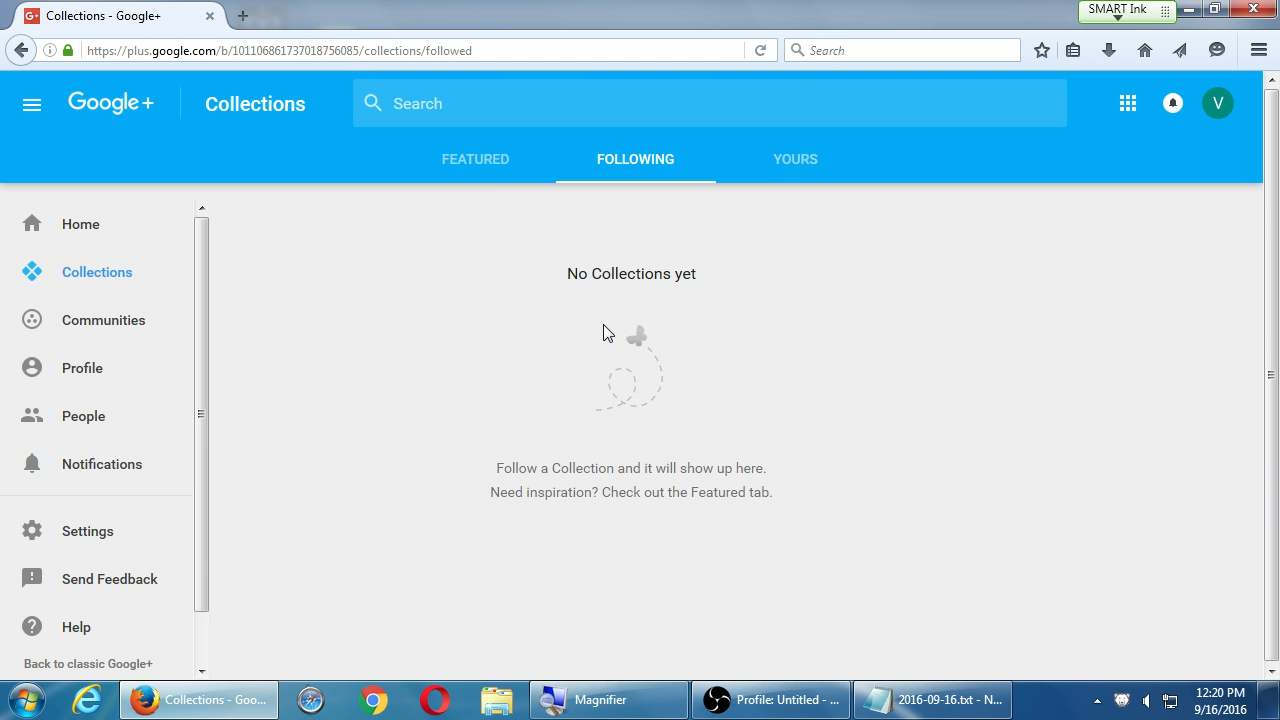 Collections - Google+
SMART Ink
https://plus.google.com/b/101106861737018756085/collections/followed
Search
Google+
Collections
Search
V
FEATURED
FOLLOWING
YOURS
Home
Collections
Communities
Profile
People
Notifications
Settings
Send Feedback
Help
Back to classic Google+
No Collections yet
Follow a Collection and it will show up here.
Need inspiration? Check out the Featured tab.
Collections - Goo...
Magnifier
Profile: Untitled - ...
2016-09-16.txt - N...
12:20 PM
9/16/2016